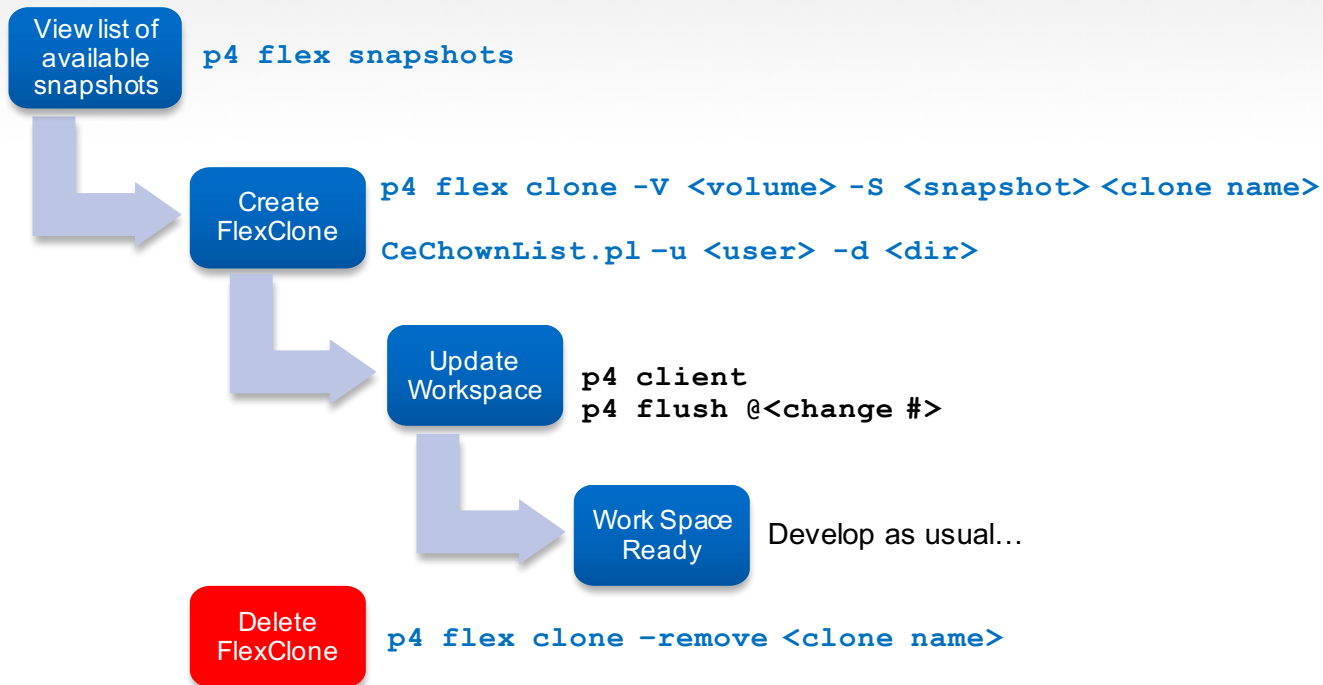 View list of
available
snapshots
p4 flex snapshots
Create
FlexClone
p4 flex clone -V <volume> -S <snapshot> <clone name>
CeChownList.pl –u <user> -d <dir>
Update
Workspace
p4 client
p4 flush @<change #>
Work Space
Ready
Develop as usual…
Delete
FlexClone
p4 flex clone –remove <clone name>